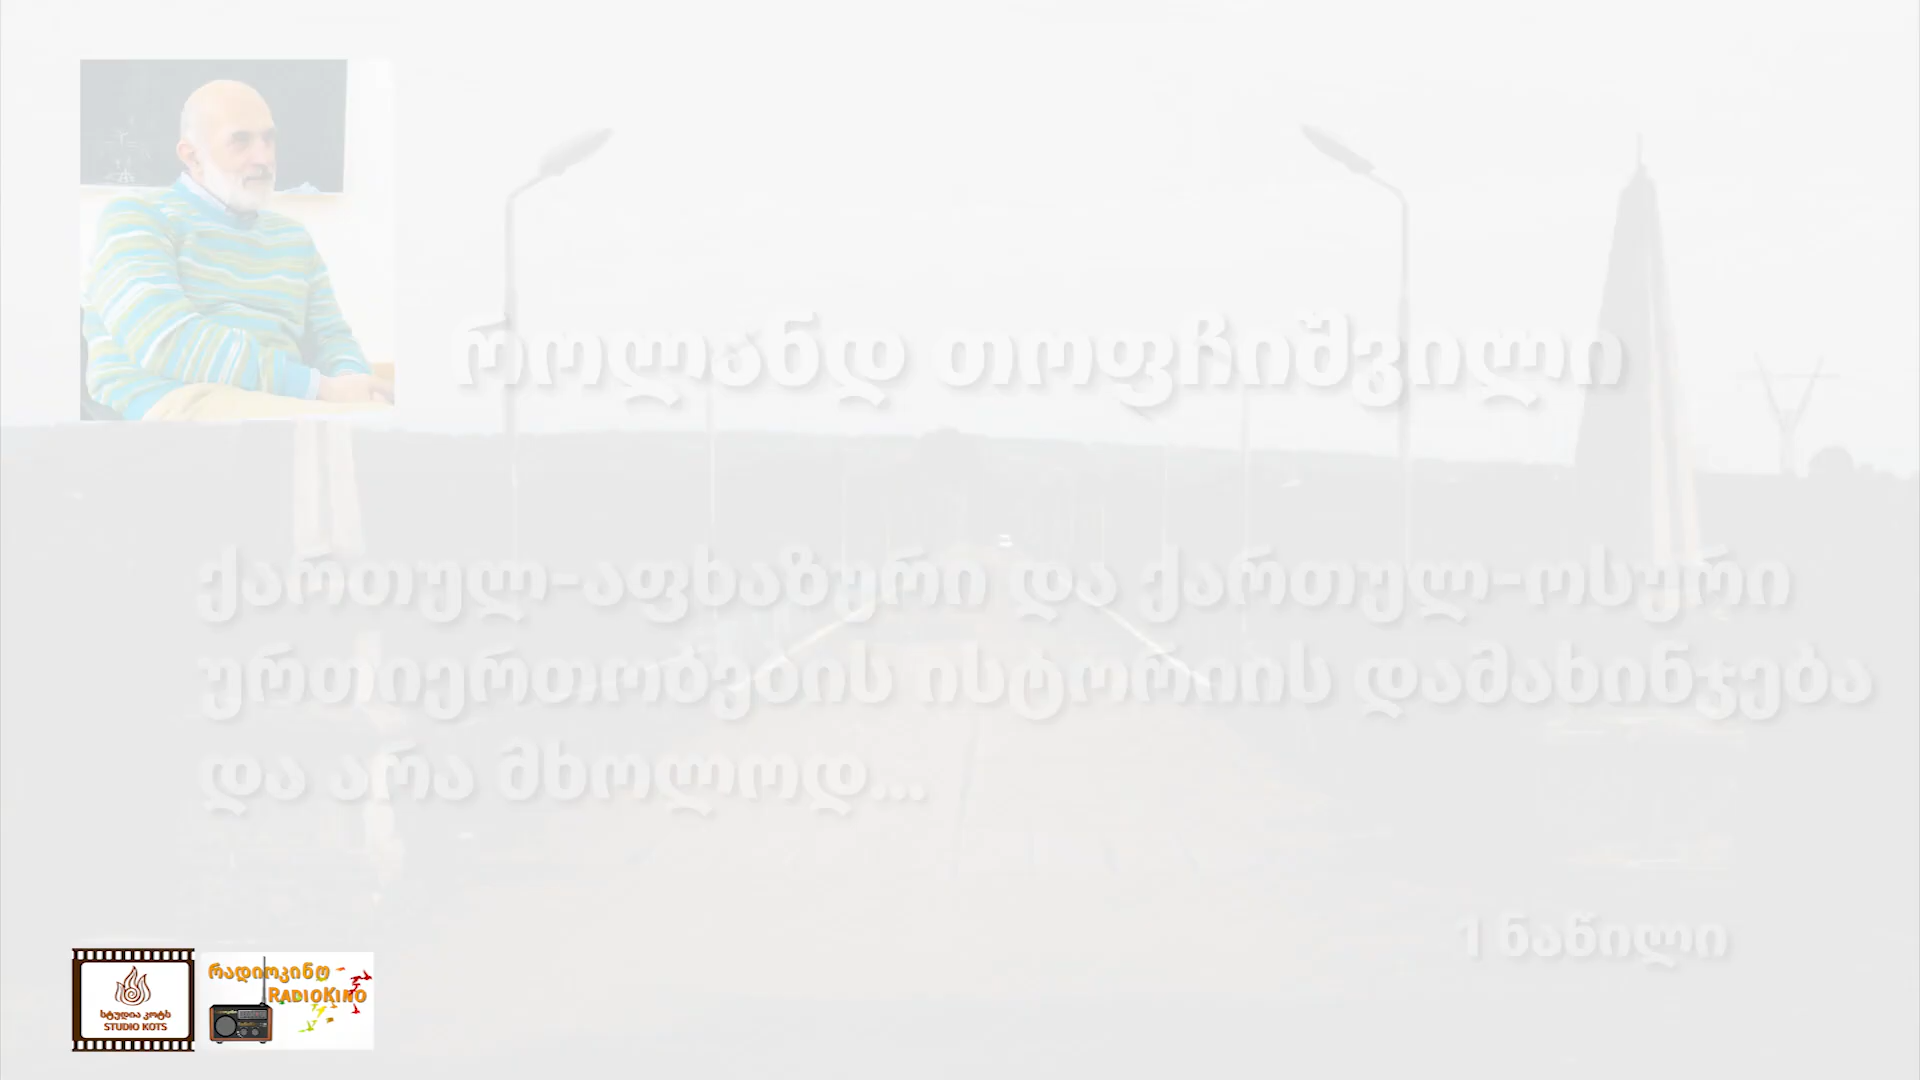 როლანდ თოფჩიშვილი
ქართულ-აფხაზური და ქართულ-ოსური
ურთიერთობების ისტორიის დამახინჯება
და არა მხოლოდ...
1 ნაწილი
სტუდია კოტს
STUDIO KOTS
რადიოკინო
RADIOKINO